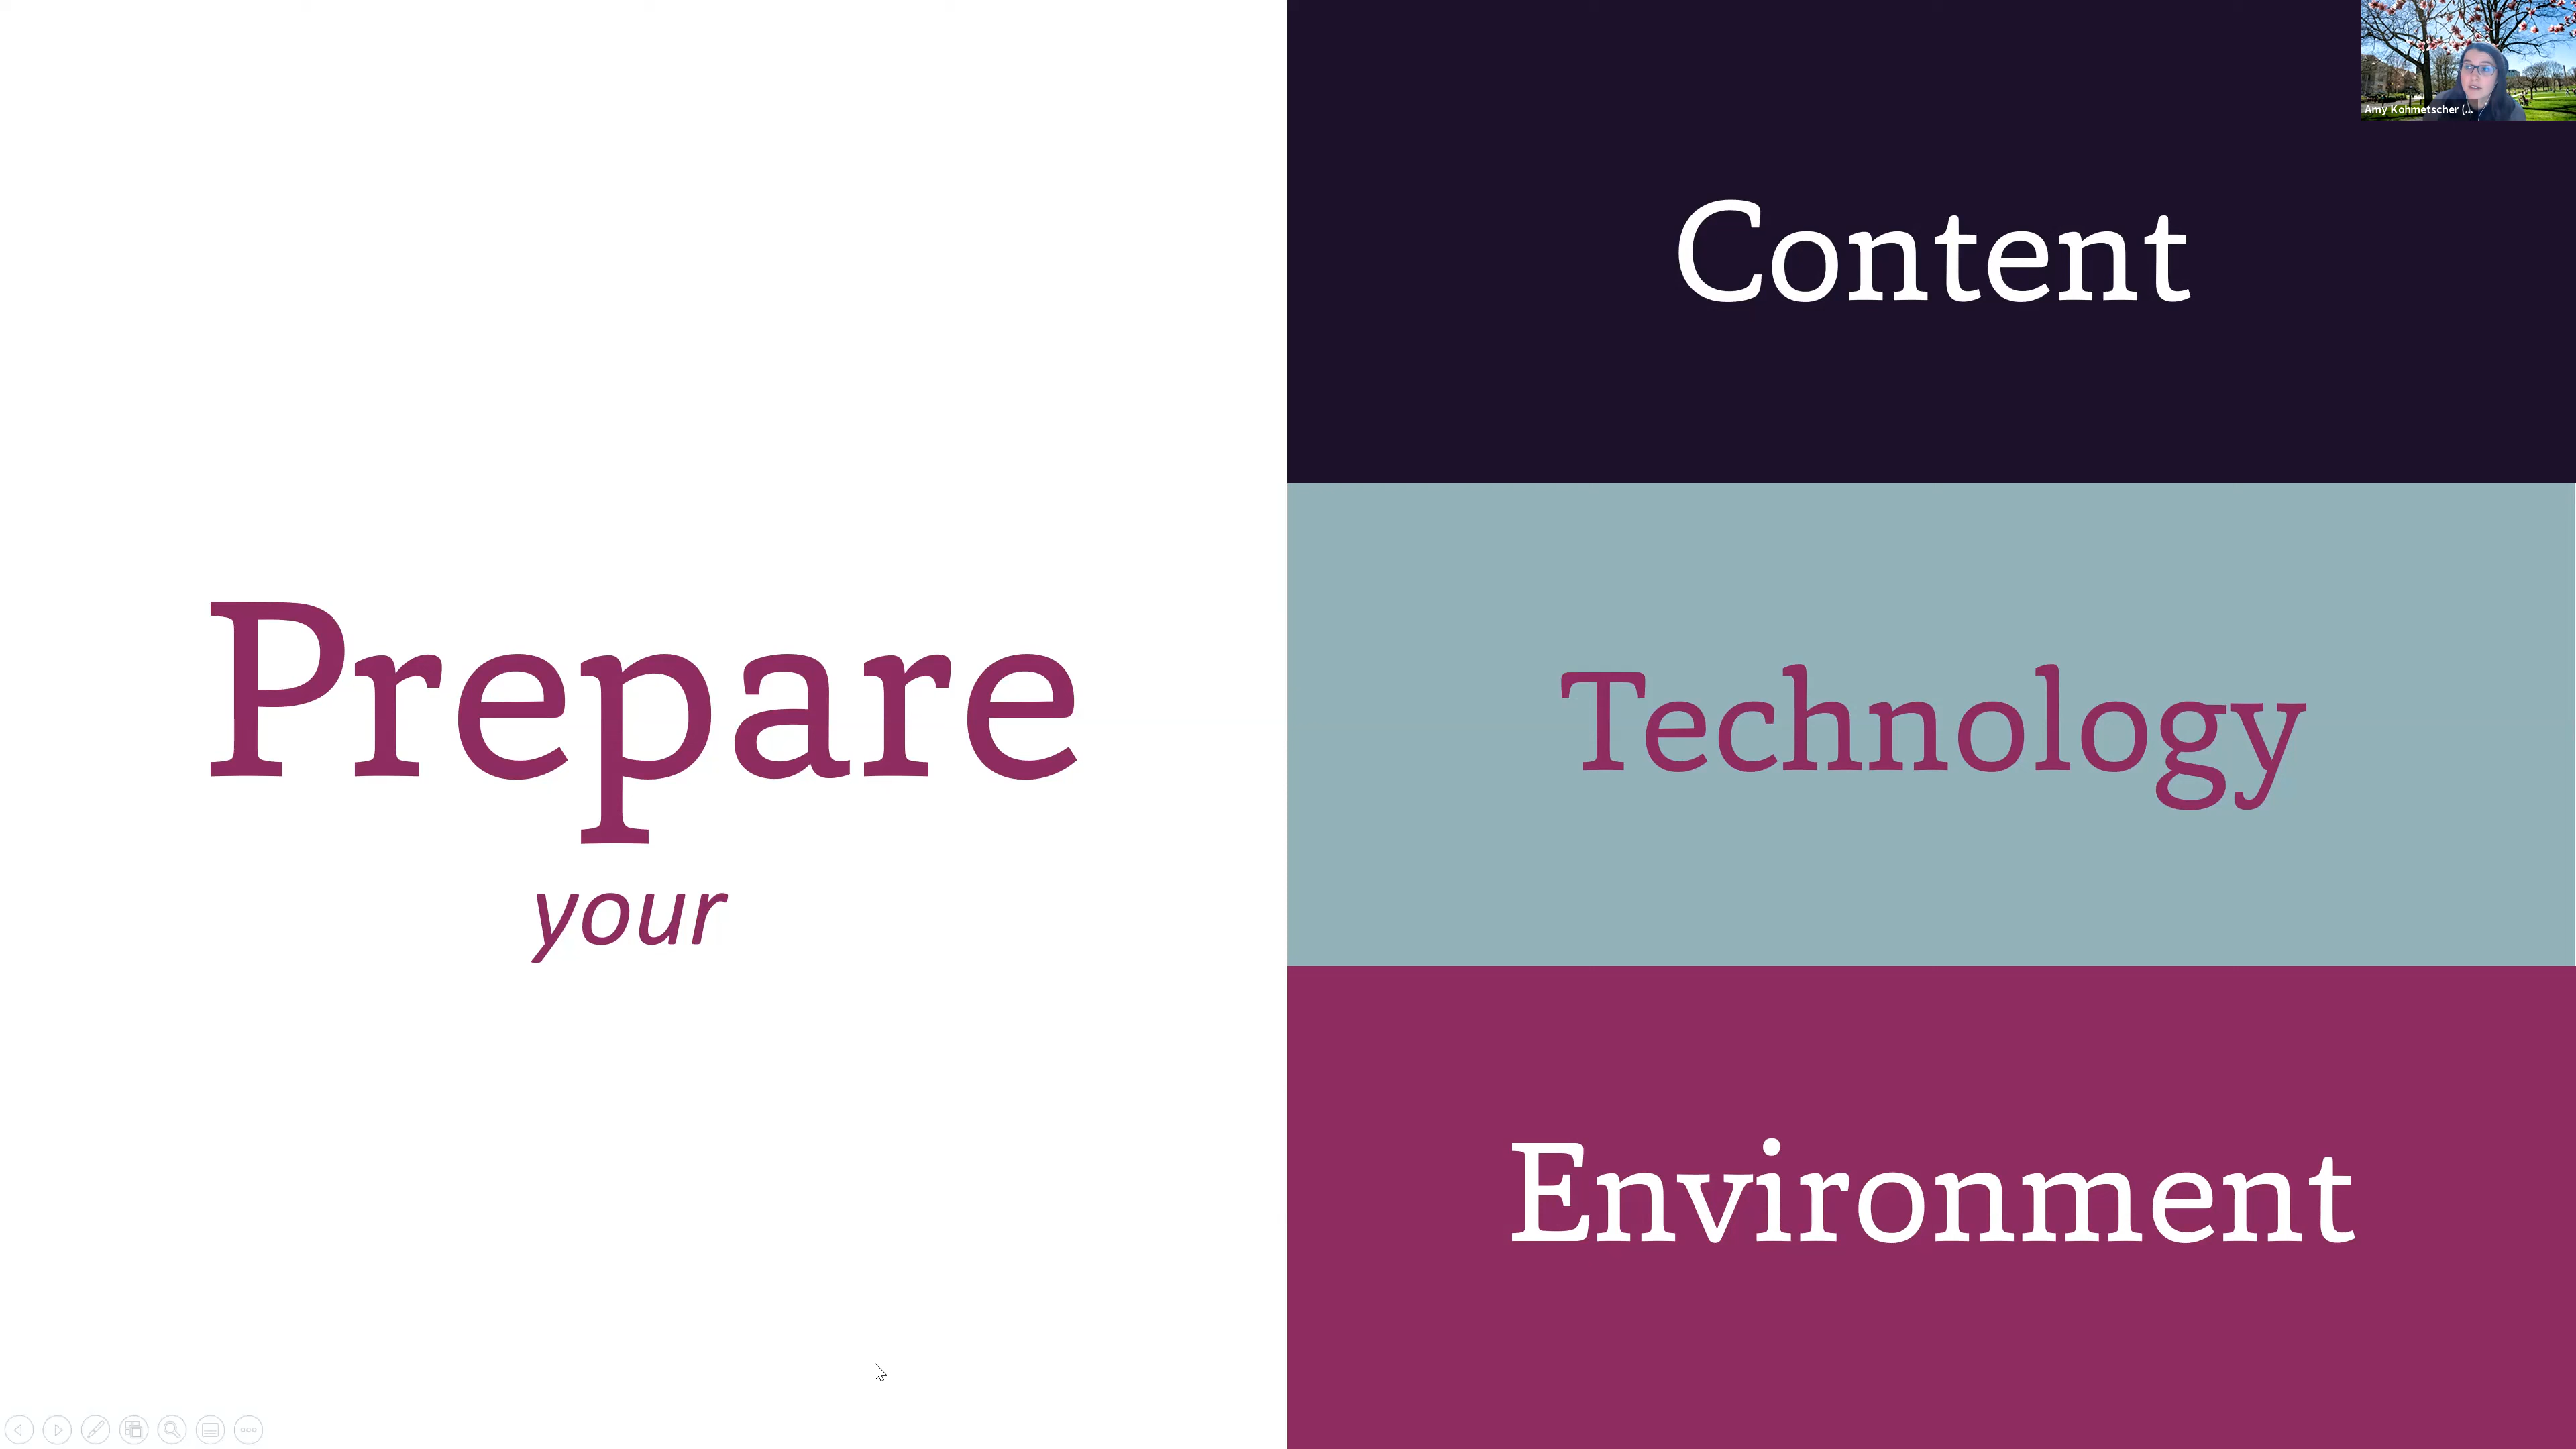 Prepare
your
Content
Technology
Environment
Amy Kohmetscher (...